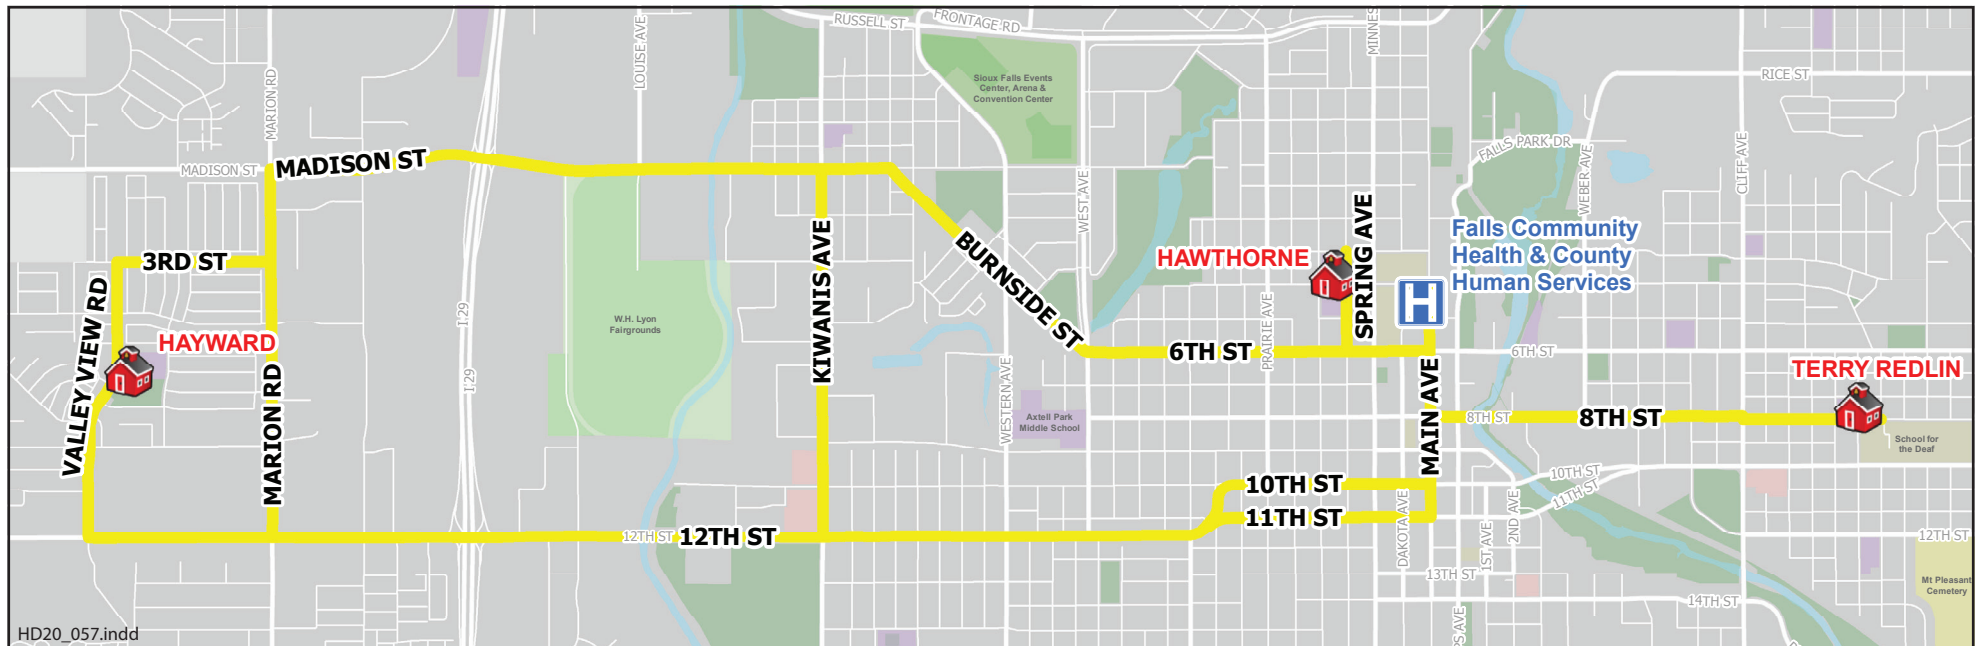 RUSSELL ST
FRONTAGE RD
MINNES
LOUISE AVE
MARION RD
I 29
Sioux Falls Events
Center, Arena &
Convention Center
RICE ST
MADISON ST
MADISON ST
FALLS PARK DR
WEBER AVE
CLIFF AVE
WEST AVE
3RD ST
VALLEY VIEW RD
HAYWARD
MARION RD
I 29
W.H. Lyon
Fairgrounds
KIWANIS AVE
BURNSIDE ST
HAWTHORNE
SPRING AVE
Falls Community
Health & County
Human Services
H
PRAIRIE AVE
6TH ST
6TH ST
TERRY REDLIN
WESTERN AVE
Axtell Park
Middle School
MAIN AVE
8TH ST
8TH ST
School for
the Deaf
10TH ST
10TH ST
11TH ST
11TH ST
12TH ST
12TH ST
12TH ST
DAKOTA AVE
1ST AVE
2ND AVE
13TH ST
14TH ST
PS AVE
Mt Pleasant
Cemetery
HD20_057.indd